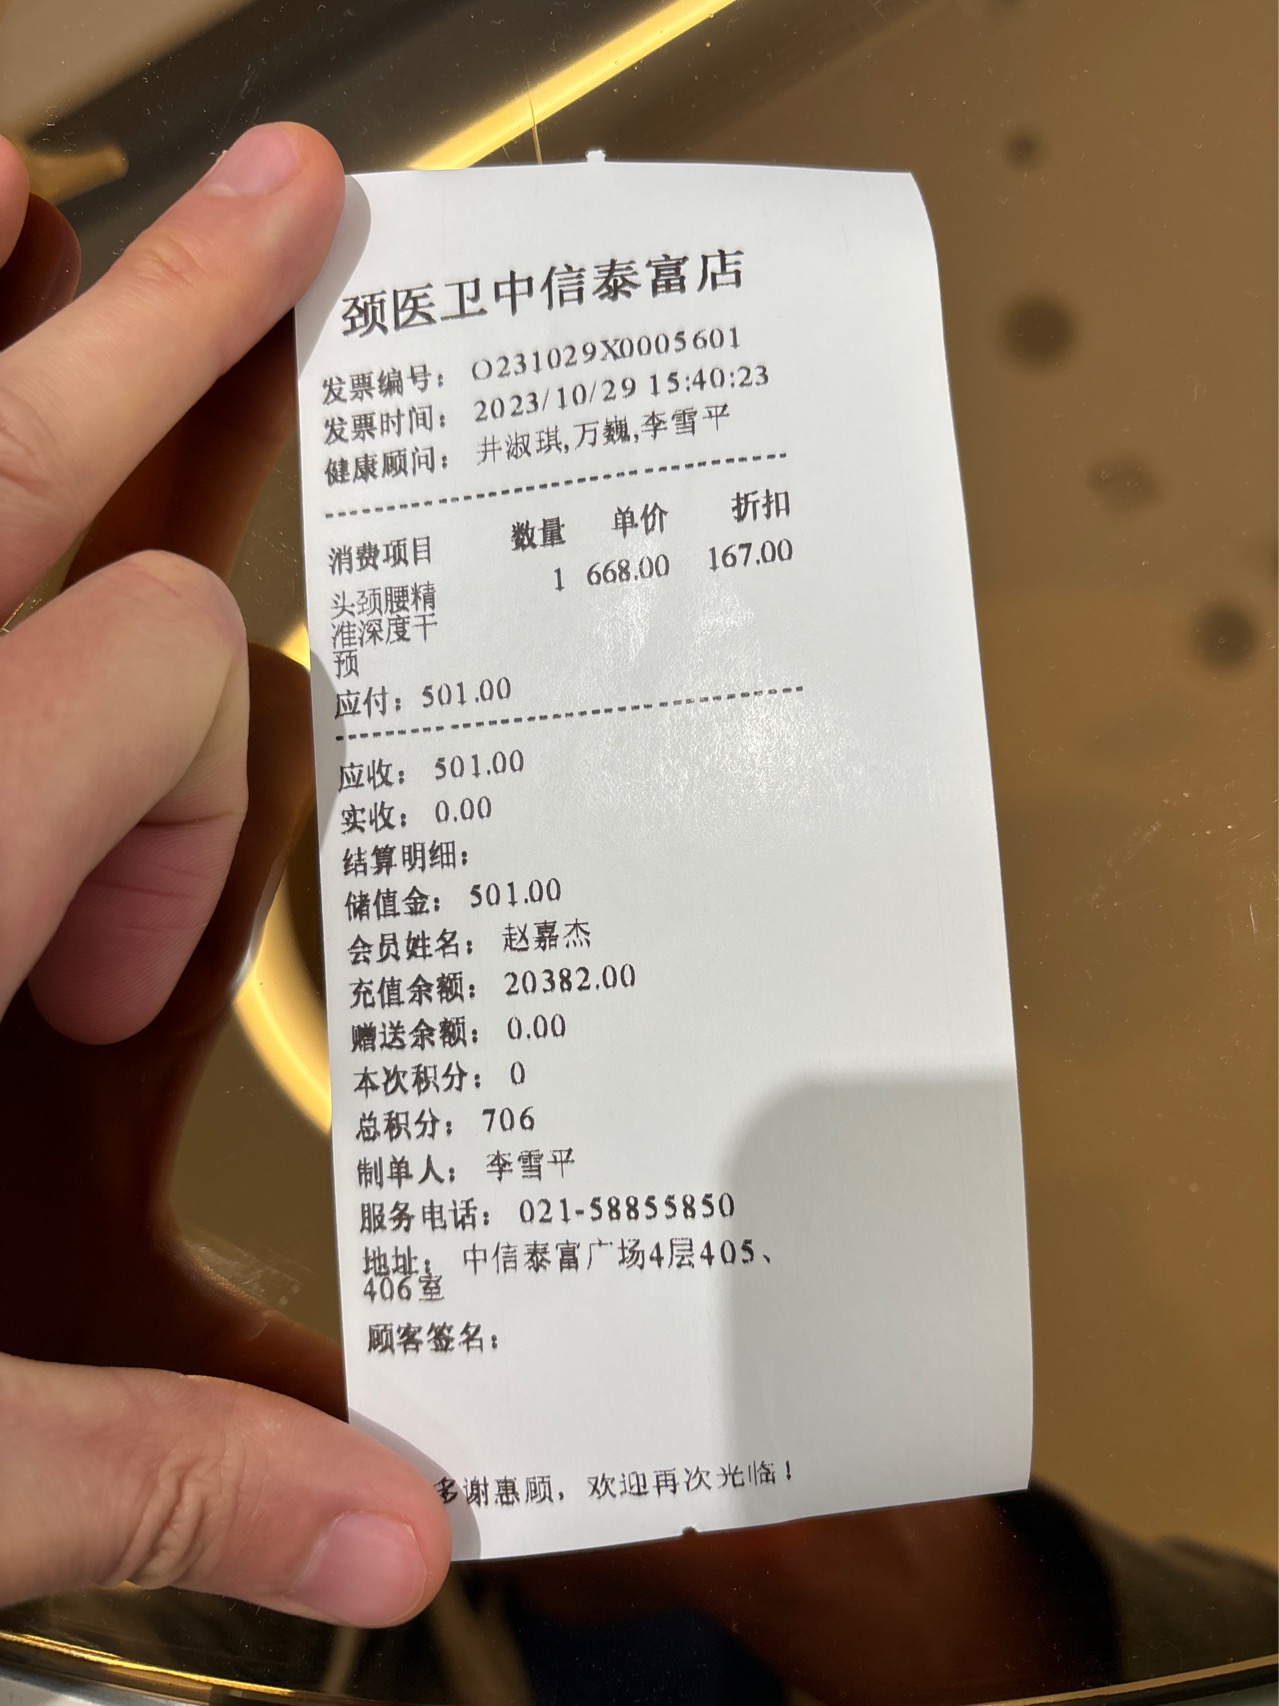 颈医卫中信泰富店
发票编号： O231029X0005601
发票时间： 2023/10/29 15:40:23
健康顾问： 井淑琪,万巍,李雪平
消费项目 数量 单价 折扣
头颈腰精 1 668.00 167.00
准深度干
预
应付：501.00
应收： 501.00
实收： 0.00
结算明细：
储值金： 501.00
会员姓名： 赵嘉杰
充值余额： 20382.00
赠送余额： 0.00
本次积分： 0
总积分： 706
制单人： 李雪平
服务电话： 021-58855850
地址： 中信泰富广场4层405、
406室
顾客签名：
多谢惠顾，欢迎再次光临！